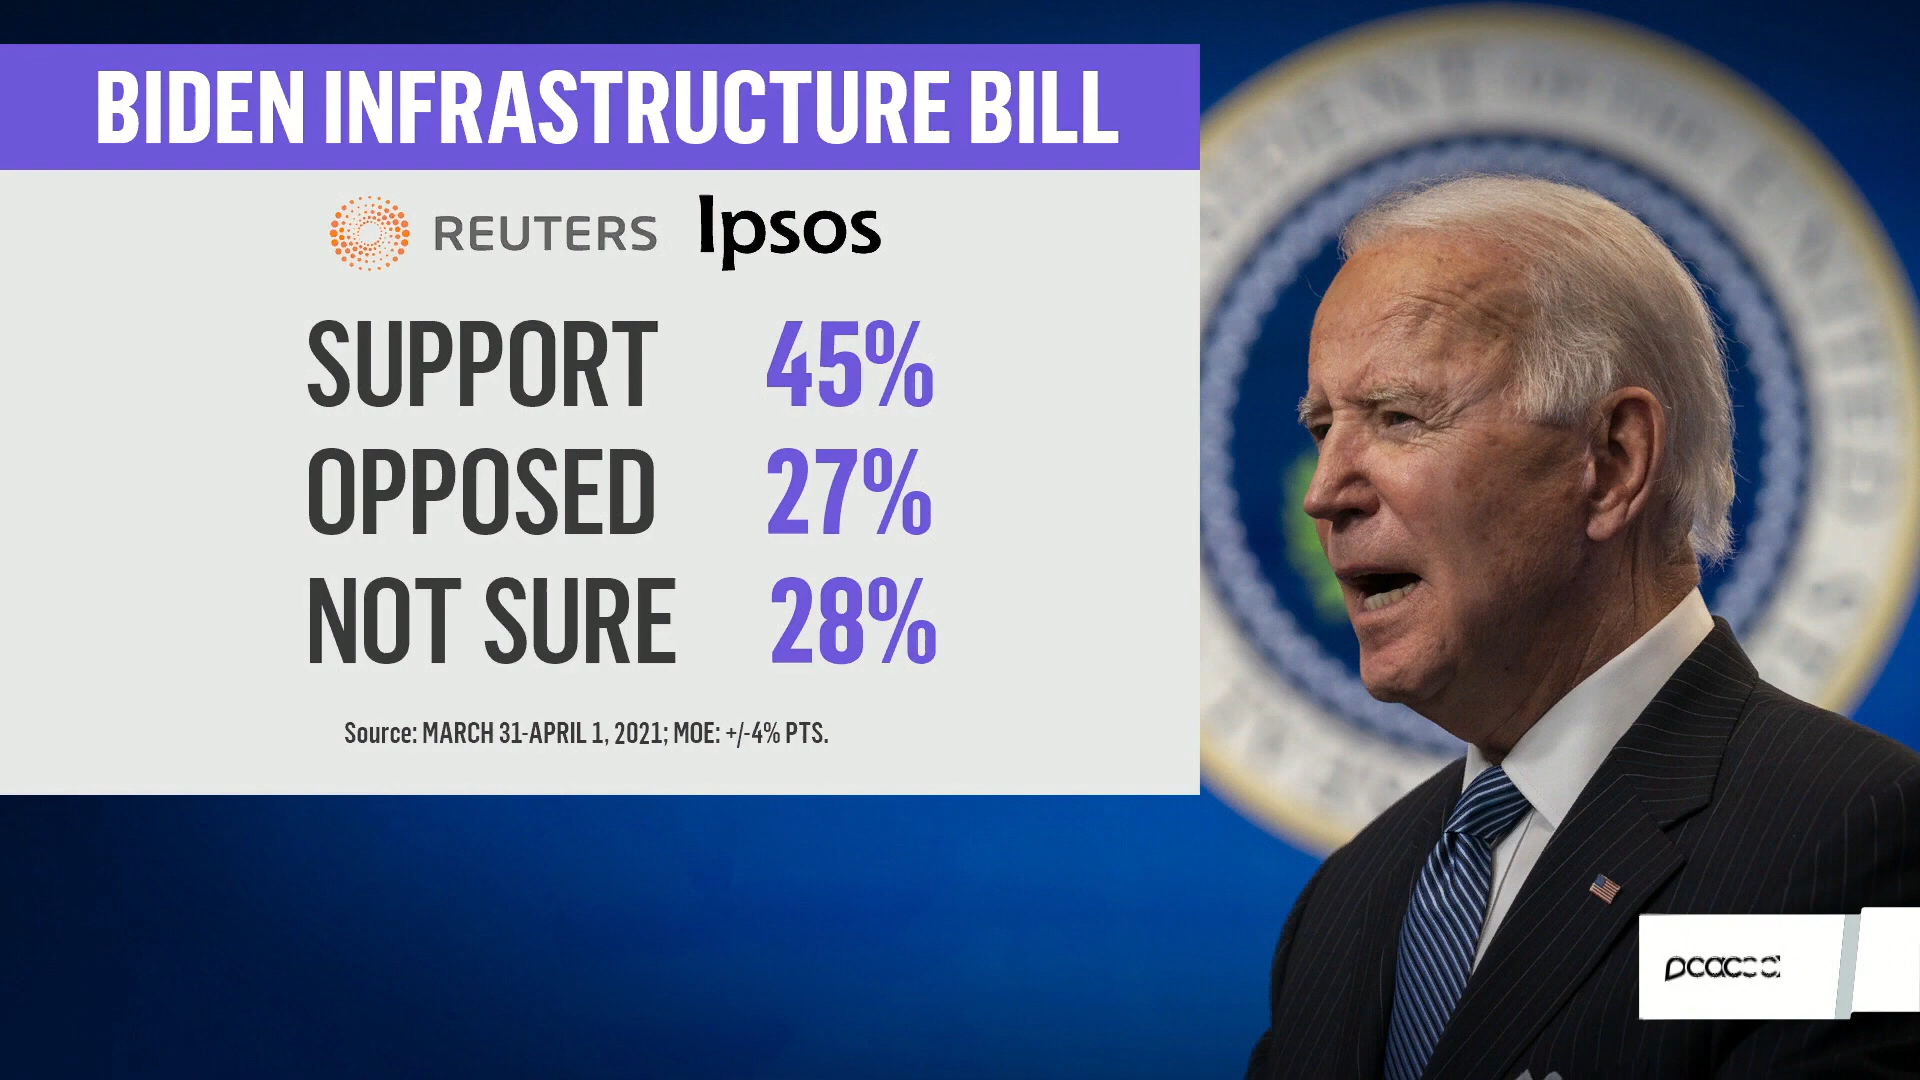 BIDEN INFRASTRUCTURE BILL
REUTERS Ipsos
SUPPORT 45%
OPPOSED 27%
NOT SURE 28%
Source: MARCH 31-APRIL 1, 2021; MOE: +/-4% PTS.